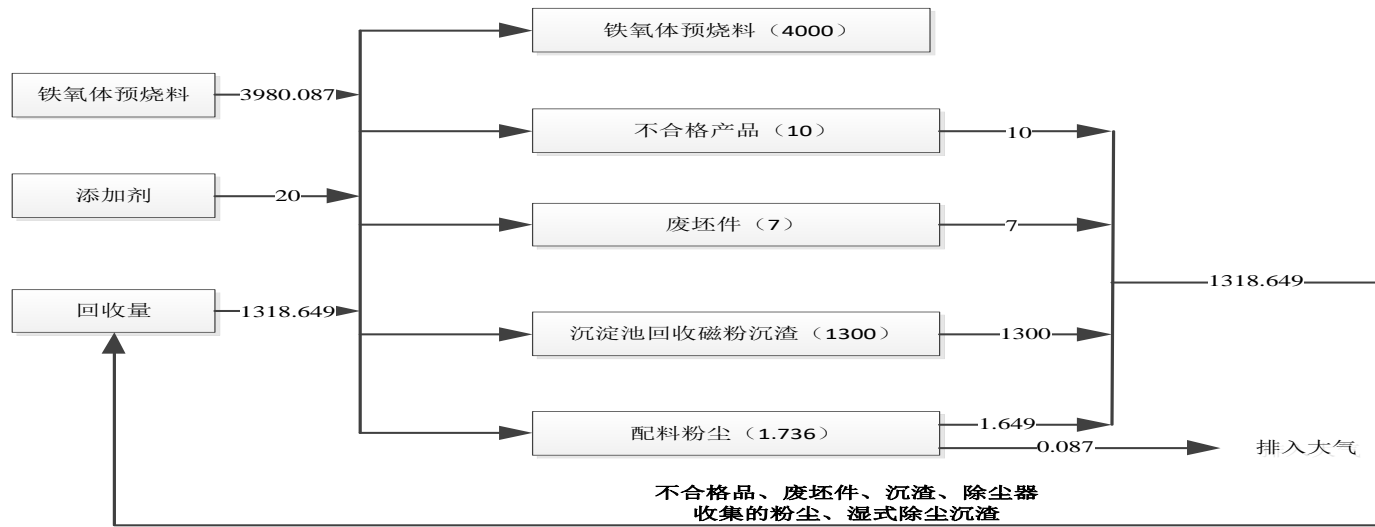 铁氧体预烧料（4000）
铁氧体预烧料
3980.087
不合格产品（10）
10
添加剂
20
废坯件（7）
7
回收量
1318.649
1318.649
沉淀池回收磁粉沉渣（1300）
1300
配料粉尘（1.736）
1.649
0.087
排入大气
不合格品、废坯件、沉渣、除尘器
收集的粉尘、湿式除尘沉渣